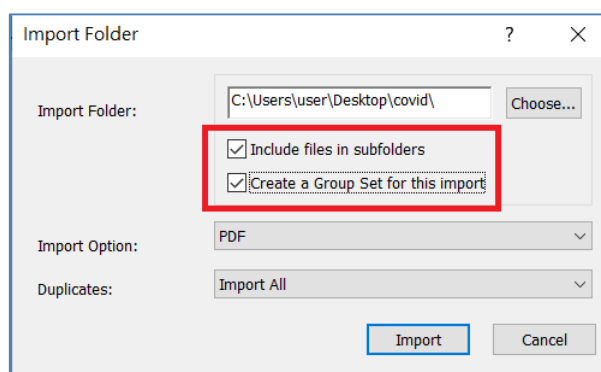 Import Folder
?
Import Folder:
C:\Users\user\Desktop\covid\
Choose...
Include files in subfolders
Create a Group Set for this import
Import Option:
PDF
Duplicates:
Import All
Import
Cancel